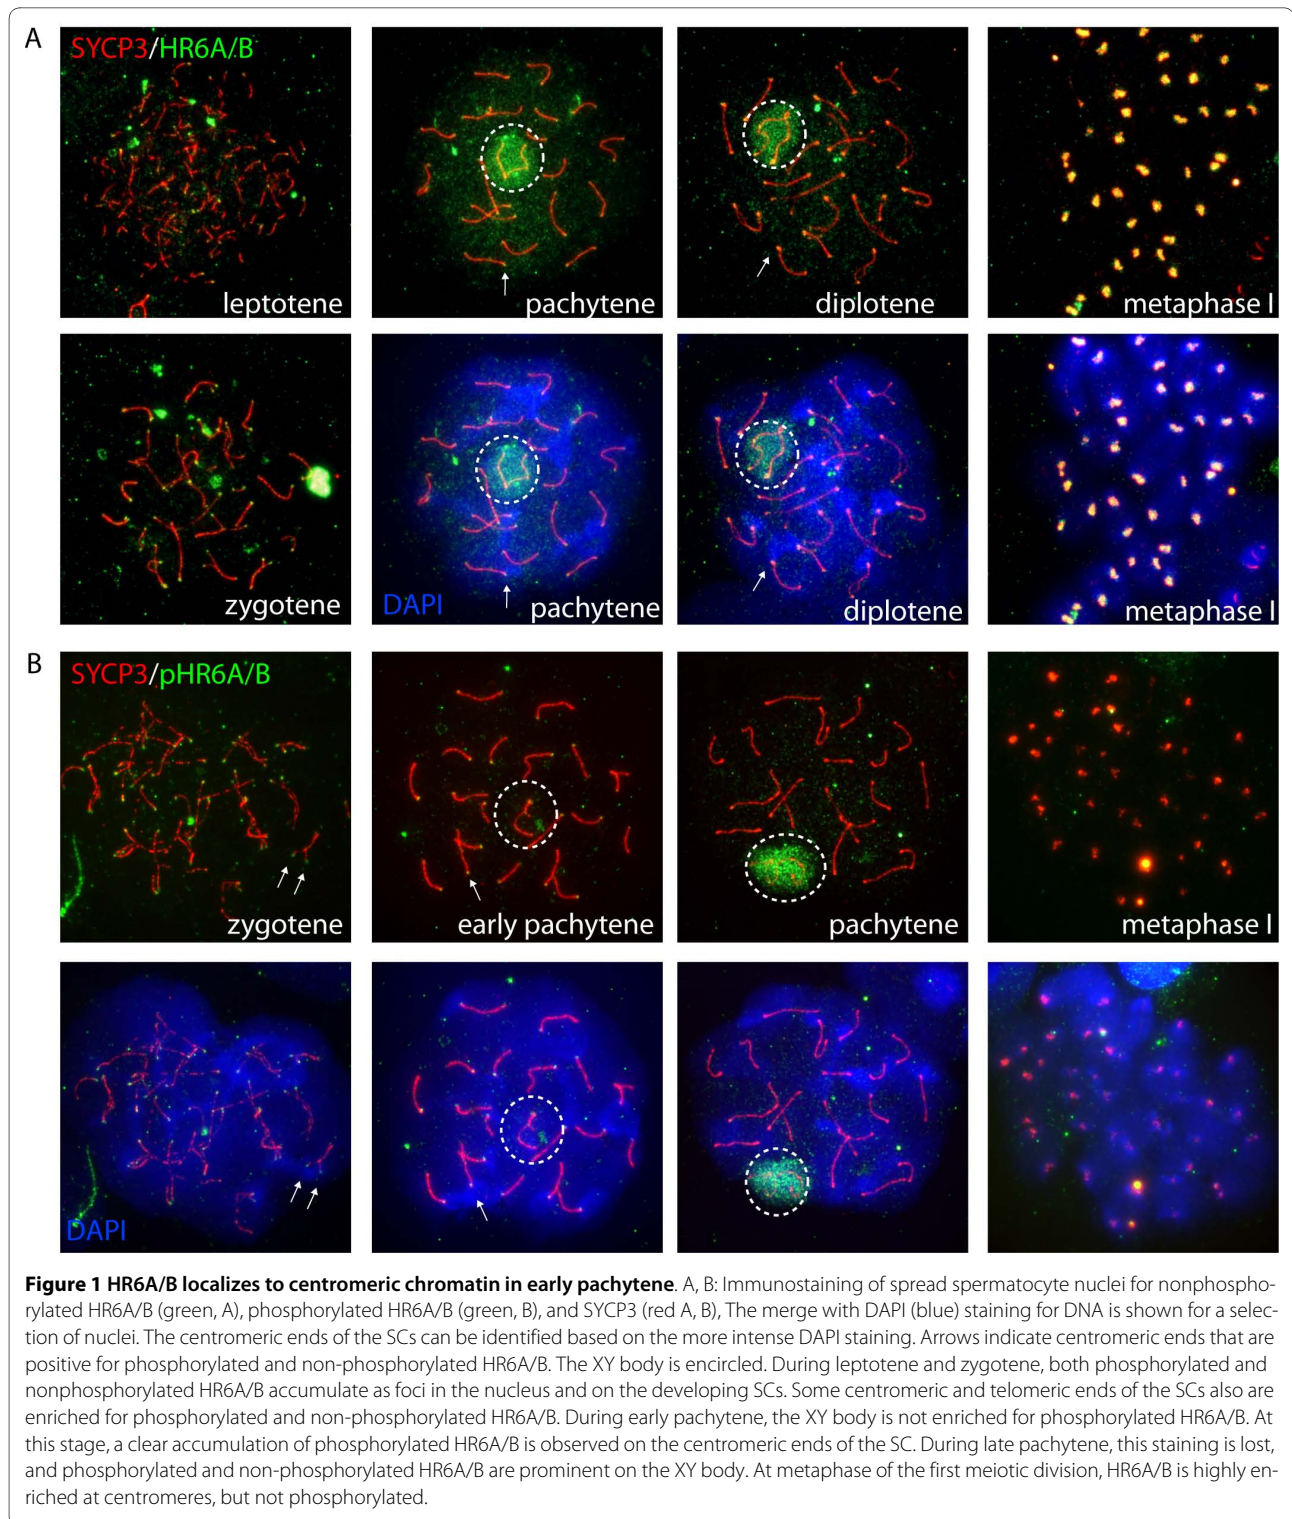 A
SYCP3/HR6A/B
leptotene
pachytene
diplotene
metaphase I
zygotene
DAPI
pachytene
diplotene
metaphase I
B
SYCP3/pHR6A/B
zygotene
early pachytene
pachytene
metaphase I
DAPI
Figure 1 HR6A/B localizes to centromeric chromatin in early pachytene. A, B: Immunostaining of spread spermatocyte nuclei for nonphospho-
rylated HR6A/B (green, A), phosphorylated HR6A/B (green, B), and SYCP3 (red A, B), The merge with DAPI (blue) staining for DNA is shown for a selec-
tion of nuclei. The centromeric ends of the SCs can be identified based on the more intense DAPI staining. Arrows indicate centromeric ends that are
positive for phosphorylated and non-phosphorylated HR6A/B. The XY body is encircled. During leptotene and zygotene, both phosphorylated and
nonphosphorylated HR6A/B accumulate as foci in the nucleus and on the developing SCs. Some centromeric and telomeric ends of the SCs also are
enriched for phosphorylated and non-phosphorylated HR6A/B. During early pachytene, the XY body is not enriched for phosphorylated HR6A/B. At
this stage, a clear accumulation of phosphorylated HR6A/B is observed on the centromeric ends of the SC. During late pachytene, this staining is lost,
and phosphorylated and non-phosphorylated HR6A/B are prominent on the XY body. At metaphase of the first meiotic division, HR6A/B is highly en-
riched at centromeres, but not phosphorylated.